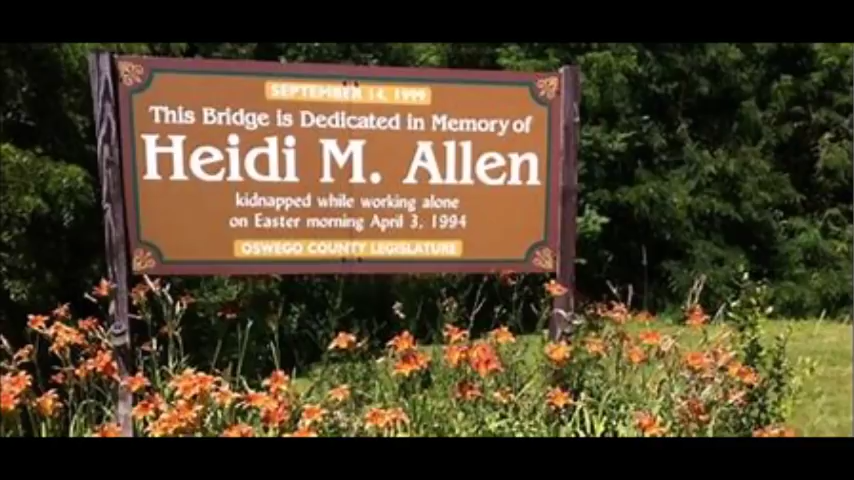 SEPTEMBER 14, 1999
This Bridge is Dedicated in Memory of
Heidi M. Allen
kidnapped while working alone
on Easter morning April 3, 1994
OSWEGO COUNTY LEGISLATURE